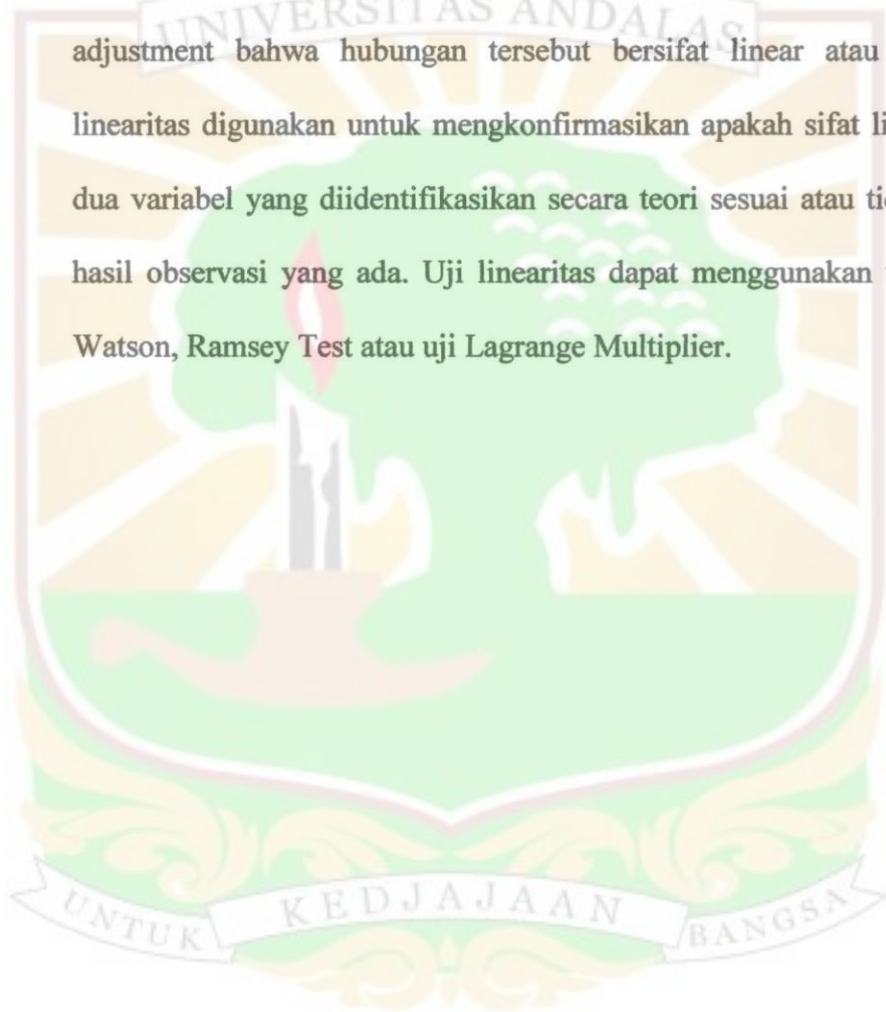 UNIVERSITAS ANDALAS
adjustment bahwa hubungan tersebut bersifat linear atau
linearitas digunakan untuk mengkonfirmasikan apakah sifat
dua variabel yang diidentifikasikan secara teori sesuai atau
hasil observasi yang ada. Uji linearitas dapat menggunakan
Watson, Ramsey Test atau uji Lagrange Multiplier.
UNTUK KEDJAJAAN BANGSA